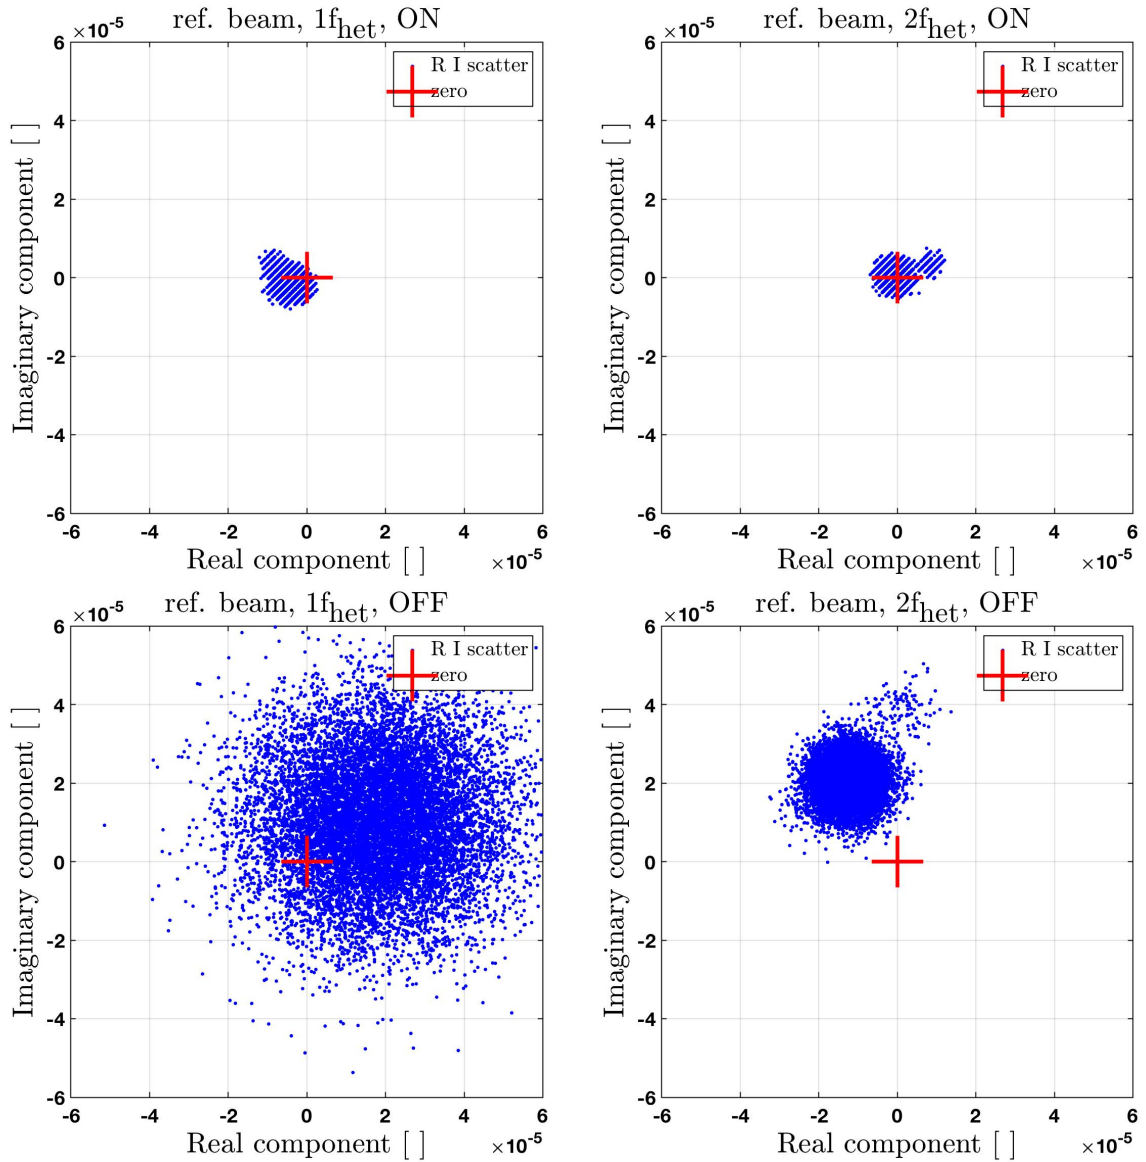 ref. beam, 1f_het, ON
×10^-5
R I scatter
zero
6
4
2
0
-2
-4
-6
Imaginary component [ ]
-6 -4 -2 0 2 4 6
Real component [ ]
×10^-5
ref. beam, 2f_het, ON
×10^-5
R I scatter
zero
6
4
2
0
-2
-4
-6
Imaginary component [ ]
-6 -4 -2 0 2 4 6
Real component [ ]
×10^-5
ref. beam, 1f_het, OFF
×10^-5
R I scatter
zero
6
4
2
0
-2
-4
-6
Imaginary component [ ]
-6 -4 -2 0 2 4 6
Real component [ ]
×10^-5
ref. beam, 2f_het, OFF
×10^-5
R I scatter
zero
6
4
2
0
-2
-4
-6
Imaginary component [ ]
-6 -4 -2 0 2 4 6
Real component [ ]
×10^-5